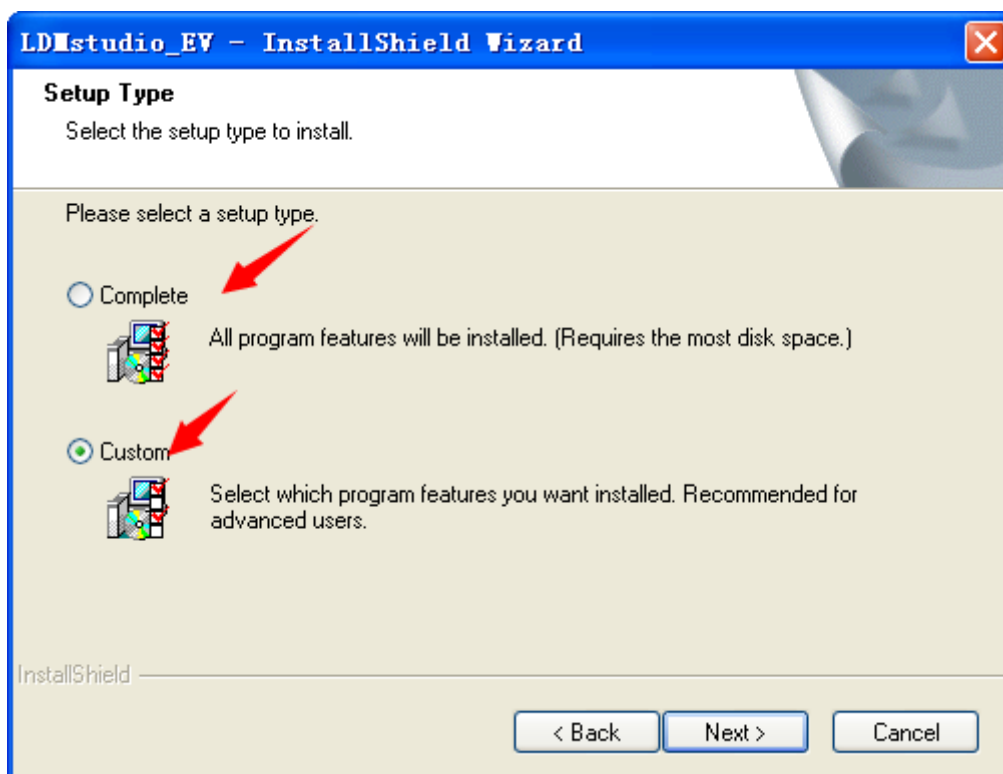 LDMstudio_EV - InstallShield Wizard
Setup Type
Select the setup type to install.
Please select a setup type.
Complete
All program features will be installed. (Requires the most disk space.)
Custom
Select which program features you want installed. Recommended for
advanced users.
InstallShield
< Back
Next >
Cancel